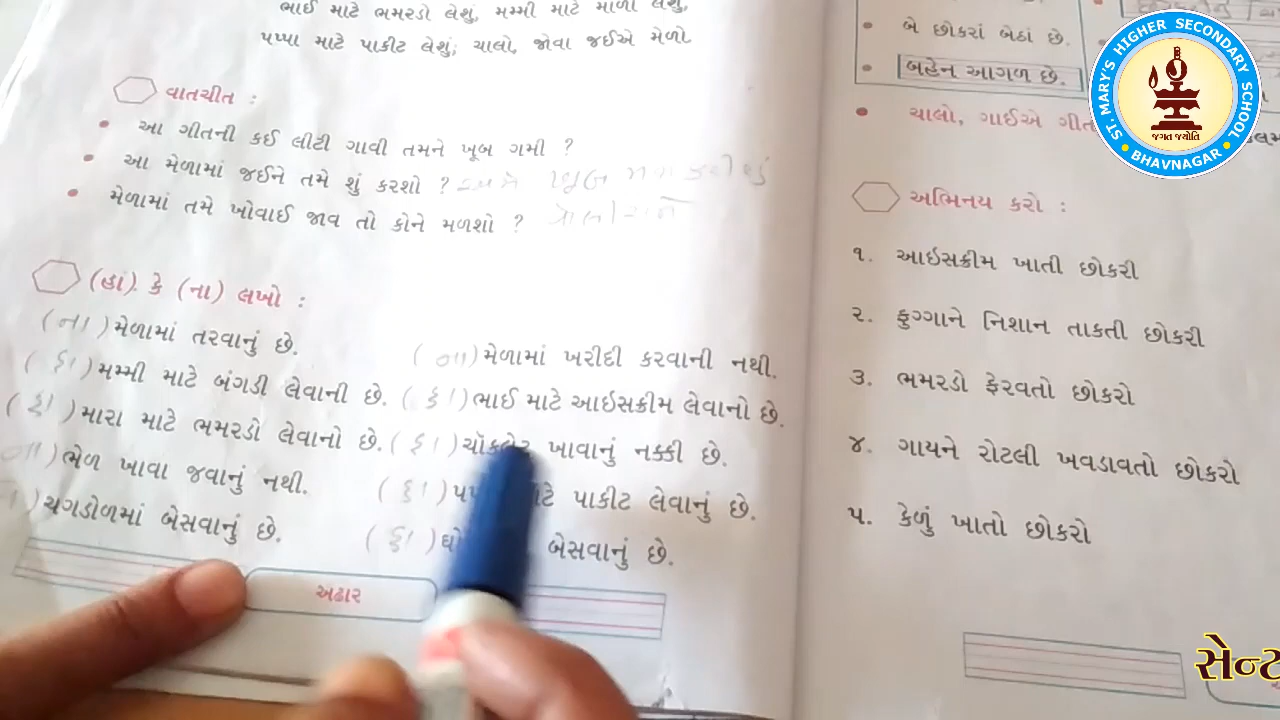 ભાઈ માટે ભમરડો લેશું, મમ્મી માટે માળા લેશું,
પપ્પા માટે પાકીટ લેશુ; ચાલો, જોવા જઈએ મેળો.
વાતચીત :
• આ ગીતની કઈ લીટી ગાવી તમને ખૂબ ગમી ?
• આ મેળામાં જઈને તમે શું કરશો ?
• મેળામાં તમે ખોવાઈ જાવ તો કોને મળશો ?
(હા) કે (ના) લખો :
(ના) મેળામાં તરવાનું છે.
(ના) મેળામાં ખરીદી કરવાની નથી.
(હા) મમ્મી માટે બંગડી લેવાની છે.
(હા) ભાઈ માટે આઇસક્રીમ લેવાનો છે.
(હા) મારા માટે ભમરડો લેવાનો છે.
(હા) ચૉકલેટ ખાવાનું નક્કી છે.
(ના) ભેળ ખાવા જવાનું નથી.
(હા) માટે પાકીટ લેવાનું છે.
ચગડોળમાં બેસવાનું છે.
(હા) બેસવાનું છે.
અઢાર
• બે છોકરાં બેઠાં છે.
• બહેન આગળ છે.
• ચાલો, ગાઈએ ગીત
અભિનય કરો :
૧. આઇસક્રીમ ખાતી છોકરી
૨. ફુગ્ગાને નિશાન તાકતી છોકરી
૩. ભમરડો ફેરવતો છોકરો
૪. ગાયને રોટલી ખવડાવતો છોકરો
૫. કેળું ખાતો છોકરો
ST. MARY'S HIGHER SECONDARY SCHOOL
• BHAVNAGAR •
જગત જ્યોતિ
સેન્ટ